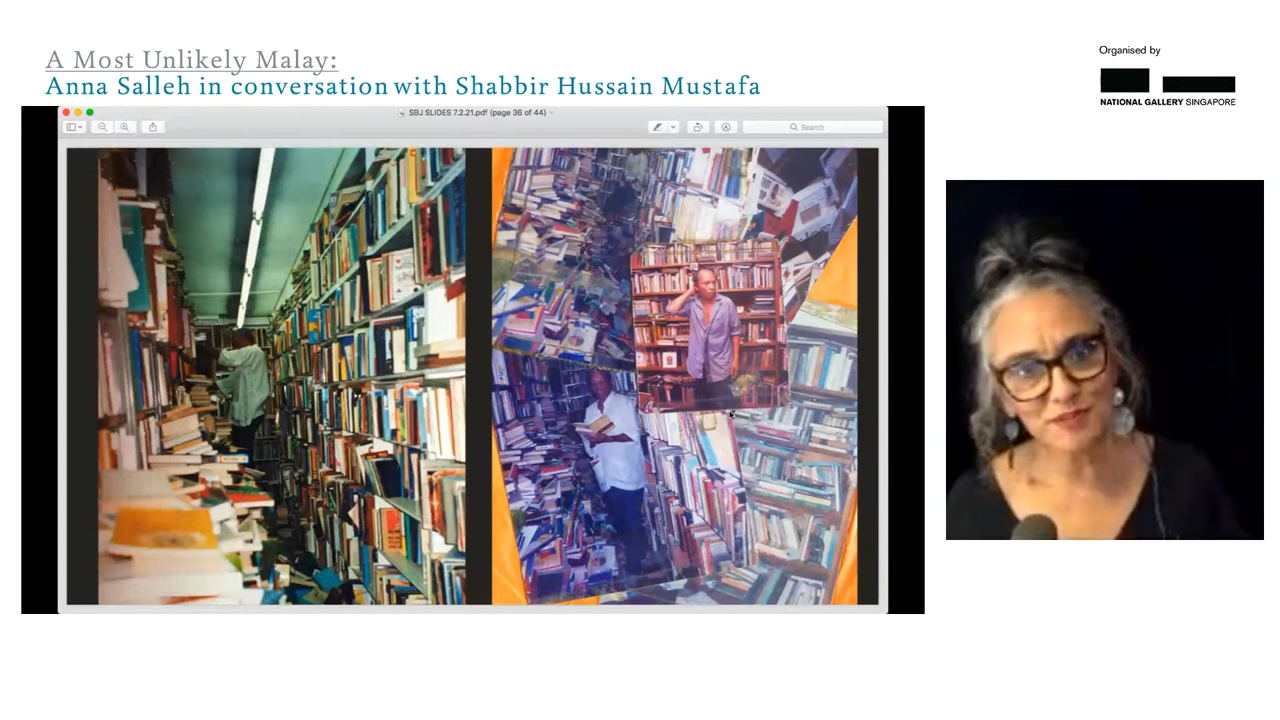 A Most Unlikely Malay:
Anna Salleh in conversation with Shabbir Hussain Mustafa
Organised by
NATIONAL GALLERY SINGAPORE
SBJ SLIDES 7.2.21.pdf (page 36 of 44)
Search